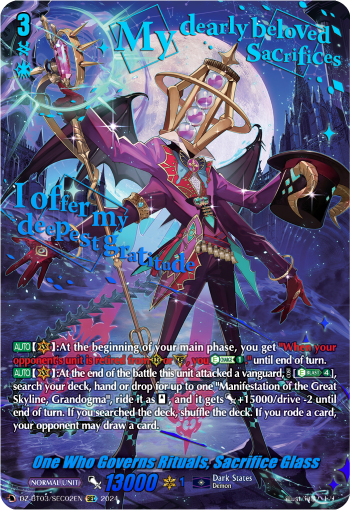 3
My dearly beloved
Sacrifices
I offer my
deepest gratitude
AUTO【 】:At the beginning of your main phase, you get "When your
opponent's unit is retired from or , you CHARGE 1 " until end of turn.
AUTO【 】:At the end of the battle this unit attacked a vanguard, [ BLAST 4 ],
search your deck, hand or drop for up to one "Manifestation of the Great
Skyline, Grandogma", ride it as , and it gets +15000/drive -2 until
end of turn. If you searched the deck, shuffle the deck. If you rode a card,
your opponent may draw a card.
One Who Governs Rituals, Sacrifice Glass
(NORMAL UNIT) 13000 1 Dark States
Demon
DZ-BT03/SEC02EN SEC 2024